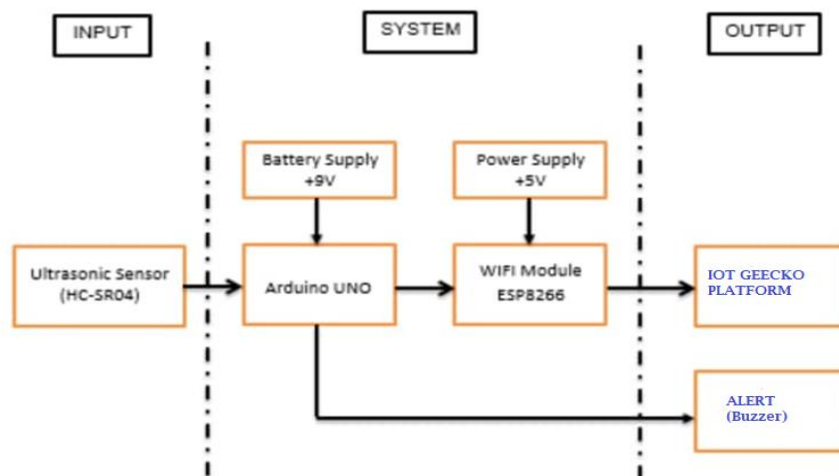 INPUT
SYSTEM
OUTPUT
Battery Supply
+9V
Power Supply
+5V
Ultrasonic Sensor
(HC-SR04)
Arduino UNO
WIFI Module
ESP8266
IOT GEECKO
PLATFORM
ALERT
(Buzzer)